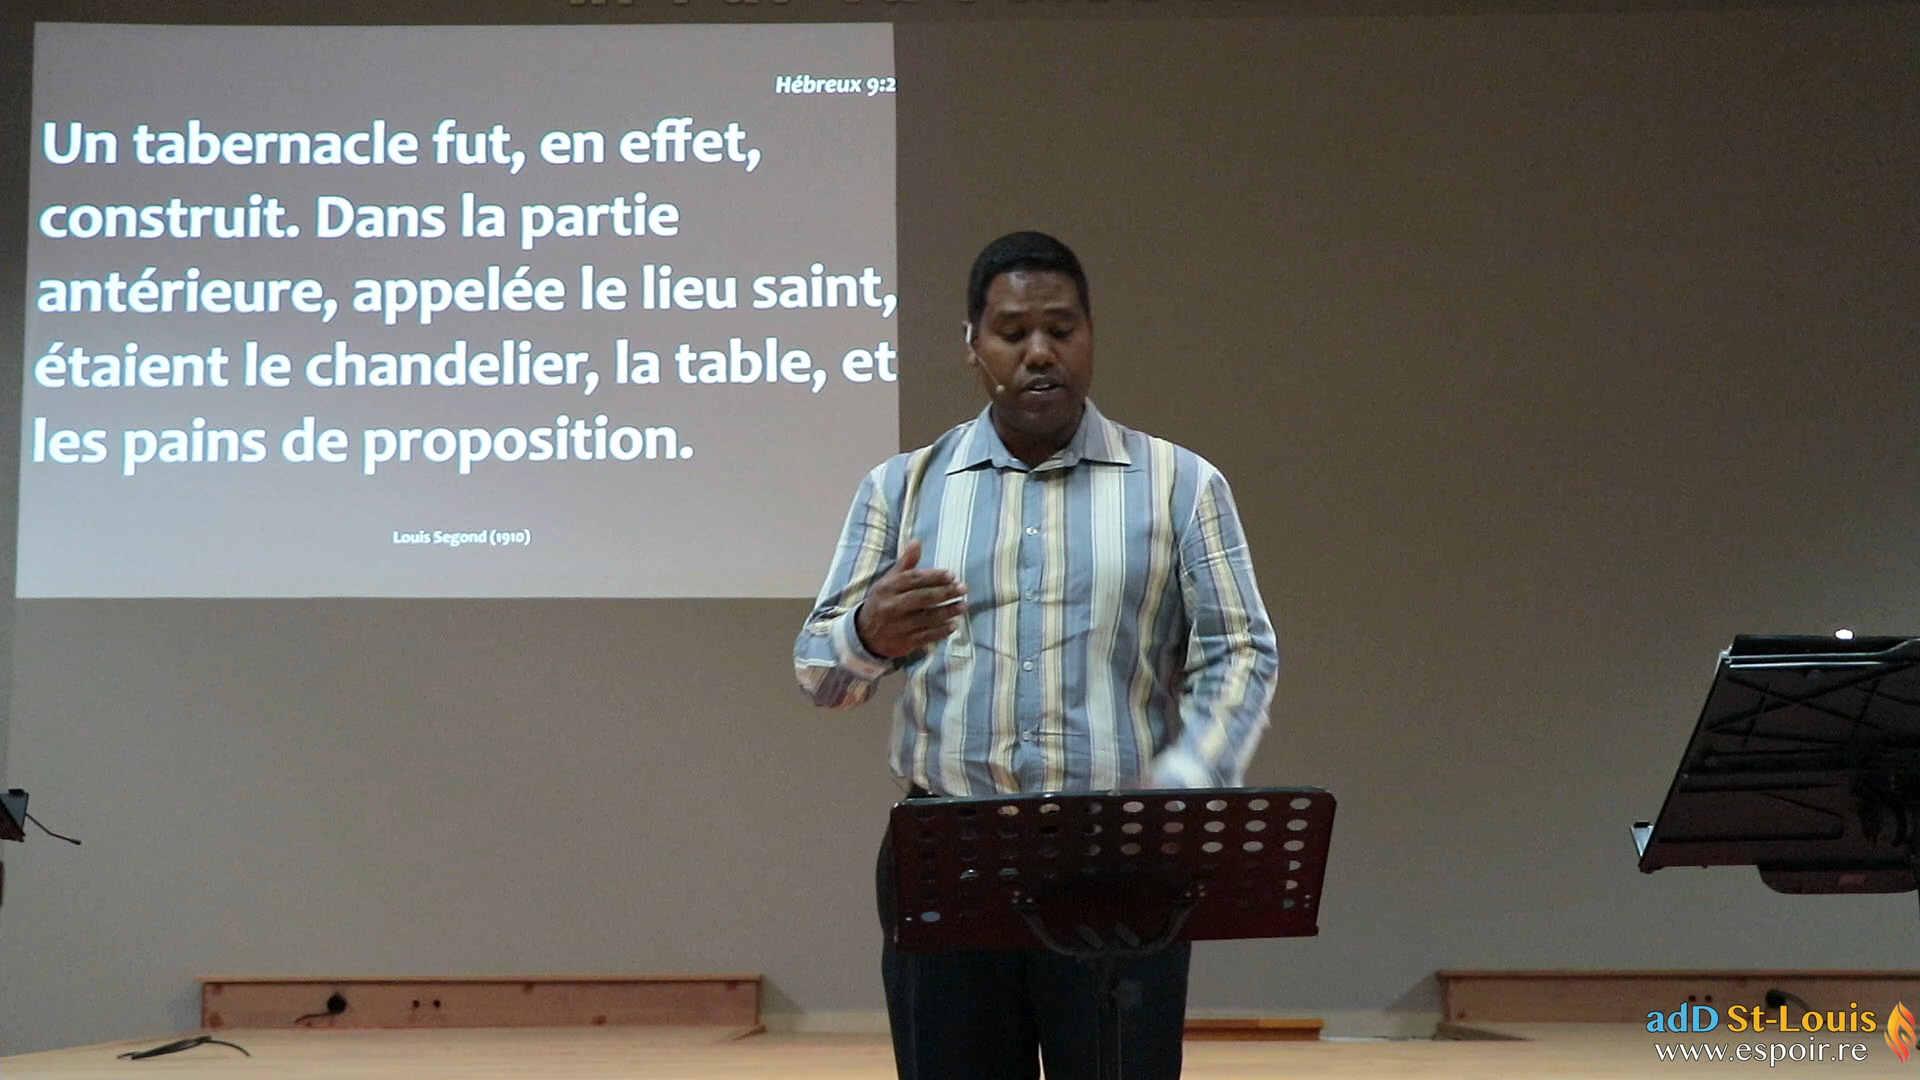 Hébreux 9:2
Un tabernacle fut, en effet,
construit. Dans la partie
antérieure, appelée le lieu saint,
étaient le chandelier, la table, et
les pains de proposition.
Louis Segond (1910)
adD St-Louis
www.espoir.re